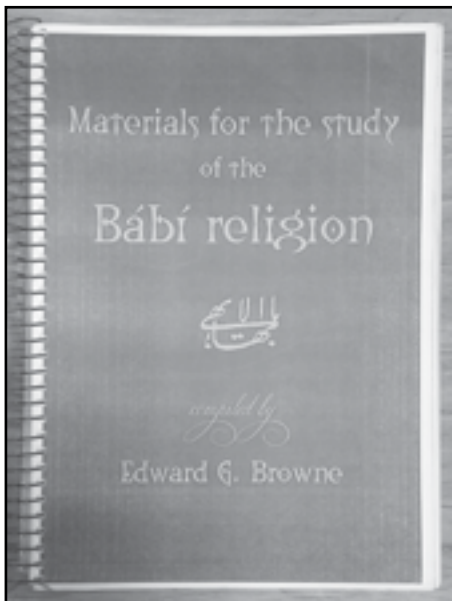 Materials for the study
of the
Bábí religion
compiled by
Edward G. Browne